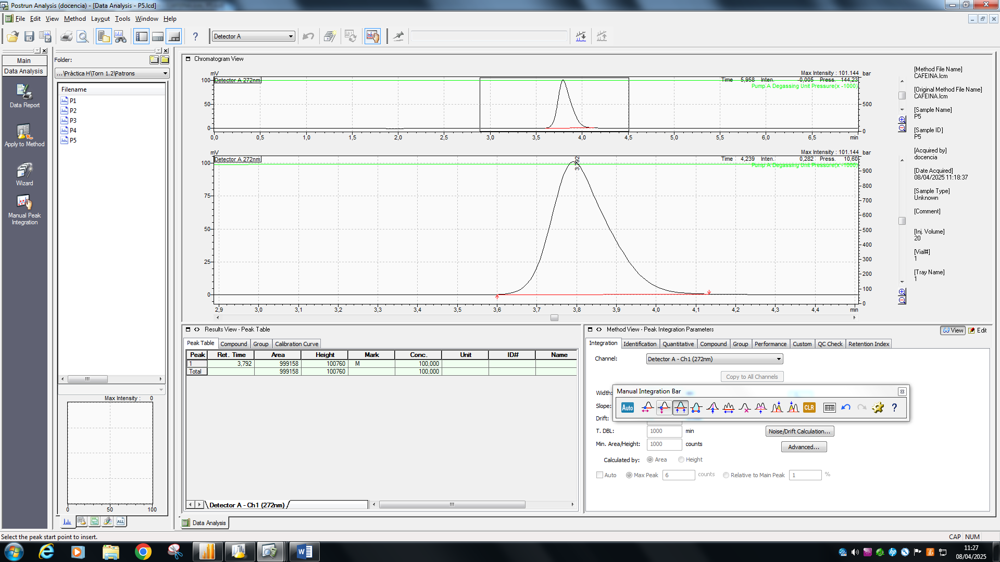 Postrun Analysis (docencia) - [Data Analysis - P5.lcd]
File Edit View Method Layout Tools Window Help
Detector A
Main
Data Analysis
Data Report
Apply to Method
Wizard
Manual Peak
Integration
Folder:
...\Pràctica H\Torn 1.2\Patrons
Filename
P1
P2
P3
P4
P5
Max Intensity : 0
0 50 100
ALL
Chromatogram View
mV
Max Intensity : 101.144 bar
Detector A 272nm
Time 5,958 Inten. -0,005 Press. 144,23
Pump A Degassing Unit Pressure(x -1000)
100
50
0
500
0
0,0 0,5 1,0 1,5 2,0 2,5 3,0 3,5 4,0 4,5 5,0 5,5 6,0 6,5 min
mV
Max Intensity : 101.144 bar
Detector A 272nm
3,792
Time 4,239 Inten. 0,282 Press. 10,60
Pump A Degassing Unit Pressure(x -1000)
100
75
50
25
0
900
800
700
600
500
400
300
200
100
0
2,9 3,0 3,1 3,2 3,3 3,4 3,5 3,6 3,7 3,8 3,9 4,0 4,1 4,2 4,3 4,4 min
[Method File Name]
CAFEINA.lcm
[Original Method File Name]
CAFEINA.lcm
[Sample Name]
P5
[Sample ID]
P5
[Acquired by]
docencia
[Date Acquired]
08/04/2025 11:18:37
[Sample Type]
Unknown
[Comment]
[Inj. Volume]
20
[Vial#]
1
[Tray Name]
1
Results View - Peak Table
Peak Table Compound Group Calibration Curve
Peak Ret. Time Area Height Mark Conc. Unit ID# Name
1 3,792 999158 100760 M 100,000
Total 999158 100760 100,000
Detector A - Ch1 (272nm)
Method View - Peak Integration Parameters
View Edit
Integration Identification Quantitative Compound Group Performance Custom QC Check Retention Index
Channel: Detector A - Ch1 (272nm)
Copy to All Channels
Width:
Slope:
Drift:
Manual Integration Bar
Auto CLR ?
T. DBL: 1000 min
Noise/Drift Calculation...
Min. Area/Height: 1000 counts
Advanced...
Calculated by: Area Height
Auto Max Peak 6 counts Relative to Main Peak 1 %
Data Analysis
Select the peak start point to insert.
CAP NUM
11:27
08/04/2025